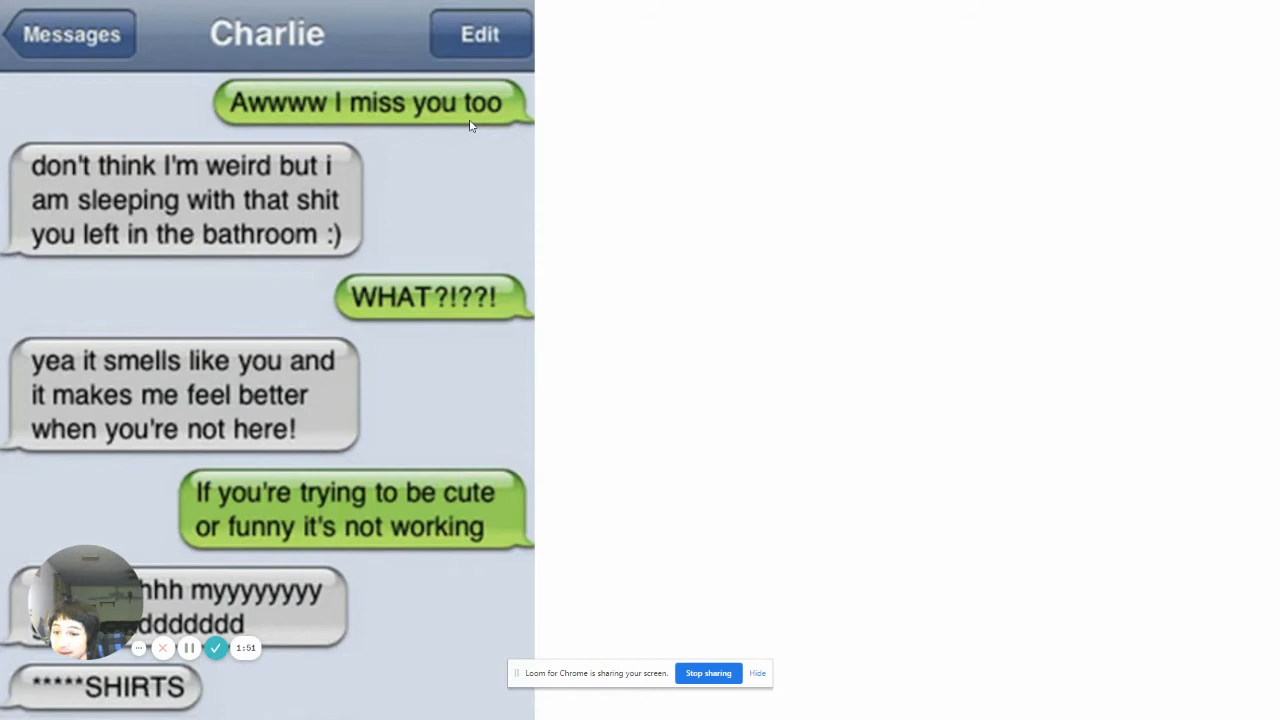 Messages
Charlie
Edit
Awwww I miss you too
don't think I'm weird but i
am sleeping with that shit
you left in the bathroom :)
WHAT?!??!
yea it smells like you and
it makes me feel better
when you're not here!
If you're trying to be cute
or funny it's not working
myyyyyyyy
*****SHIRTS
1:51
Loom for Chrome is sharing your screen.
Stop sharing
Hide